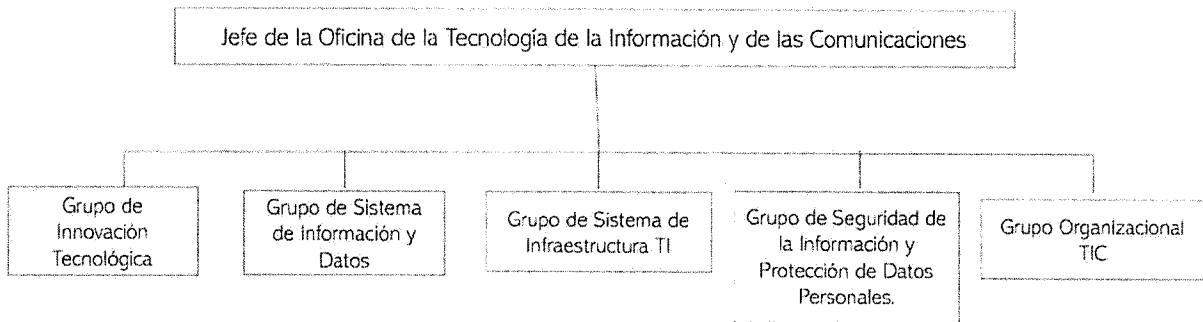 Jefe de la Oficina de la Tecnología de la Información y de las Comunicaciones
Grupo de
Innovación
Tecnológica
Grupo de Sistema
de Información y
Datos
Grupo de Sistema de
Infraestructura TI
Grupo de Seguridad de
la Información y
Protección de Datos
Personales.
Grupo Organizacional
TIC